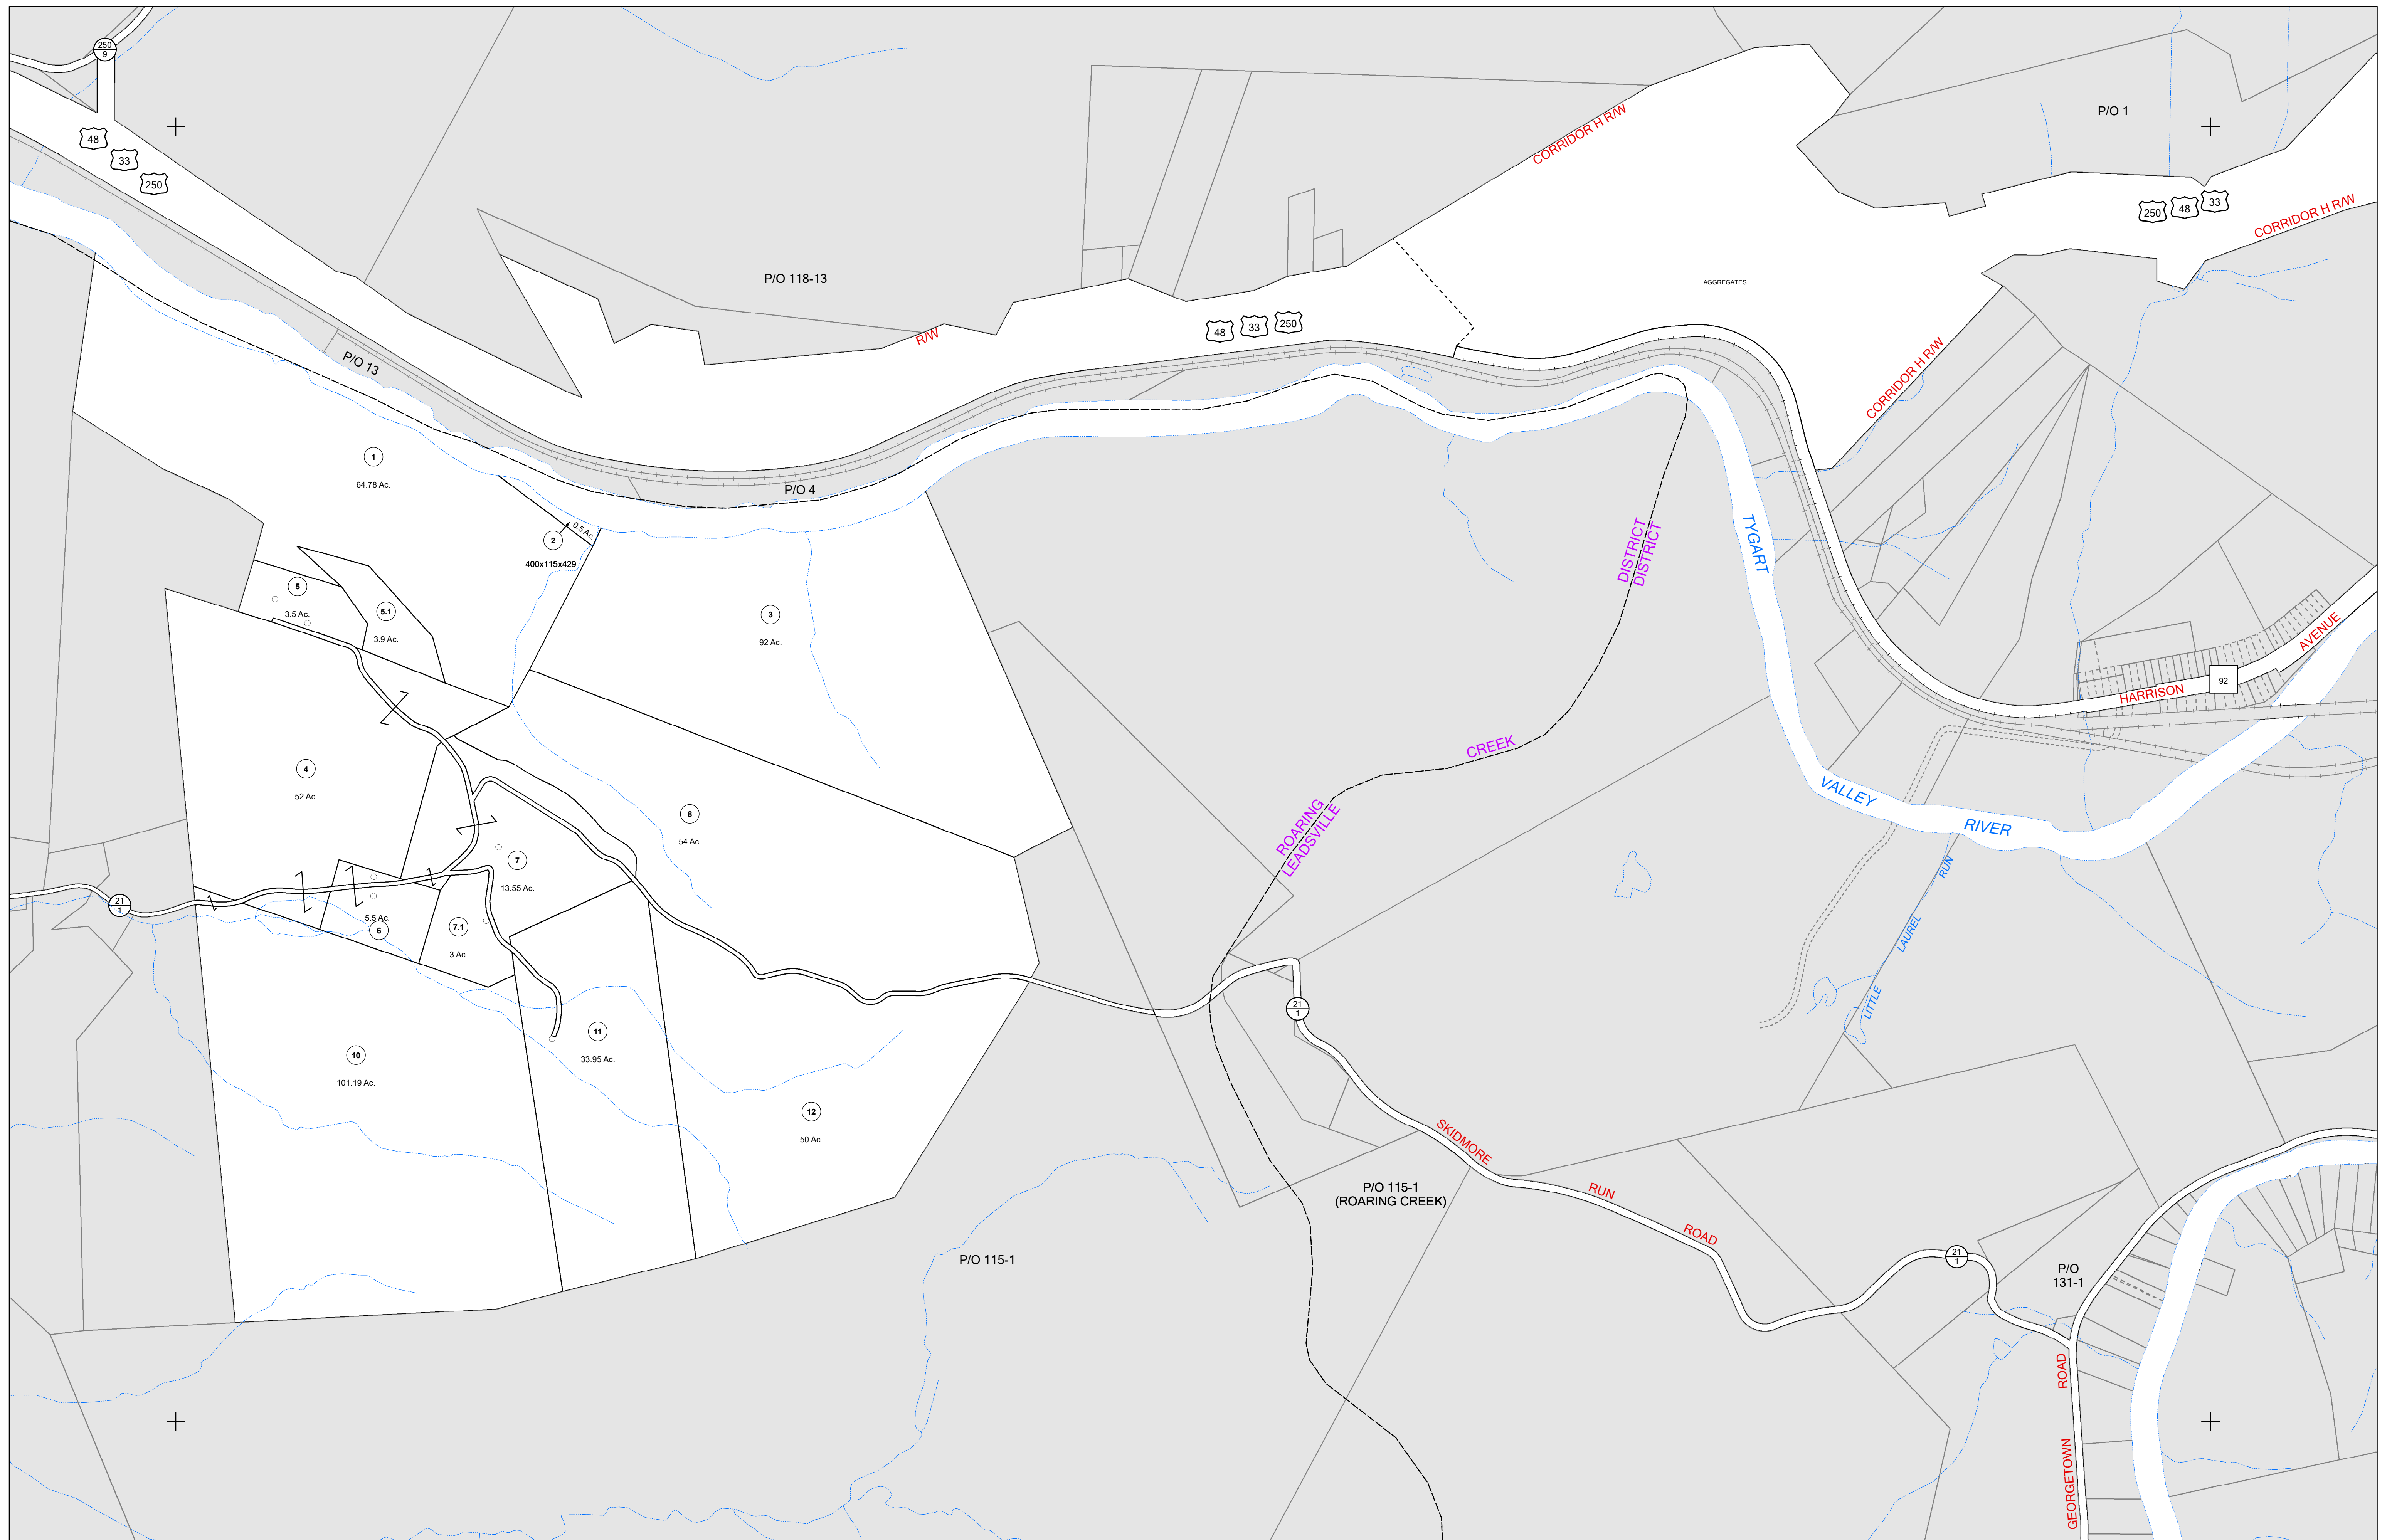 250
9
CORRIDOR H R/W
P/O 1
48
33
250
250
48
33
CORRIDOR H R/W
P/O 118-13
AGGREGATES
R/W
48
33
250
P/O 13
CORRIDOR H R/W
1
64.78 Ac.
P/O 4
0.5 Ac.
2
400x115x429
DISTRICT
DISTRICT
TYGART
5
3.5 Ac.
5.1
3.9 Ac.
3
92 Ac.
AVENUE
92
HARRISON
CREEK
4
52 Ac.
8
54 Ac.
ROARING
LEADSVILLE
VALLEY
RIVER
7
13.55 Ac.
RUN
21
1
5.5 Ac.
6
7.1
3 Ac.
LAUREL
LITTLE
21
1
11
33.95 Ac.
10
101.19 Ac.
12
50 Ac.
SKIDMORE
P/O 115-1
(ROARING CREEK)
RUN
ROAD
P/O 115-1
21
1
P/O
131-1
ROAD
GEORGETOWN